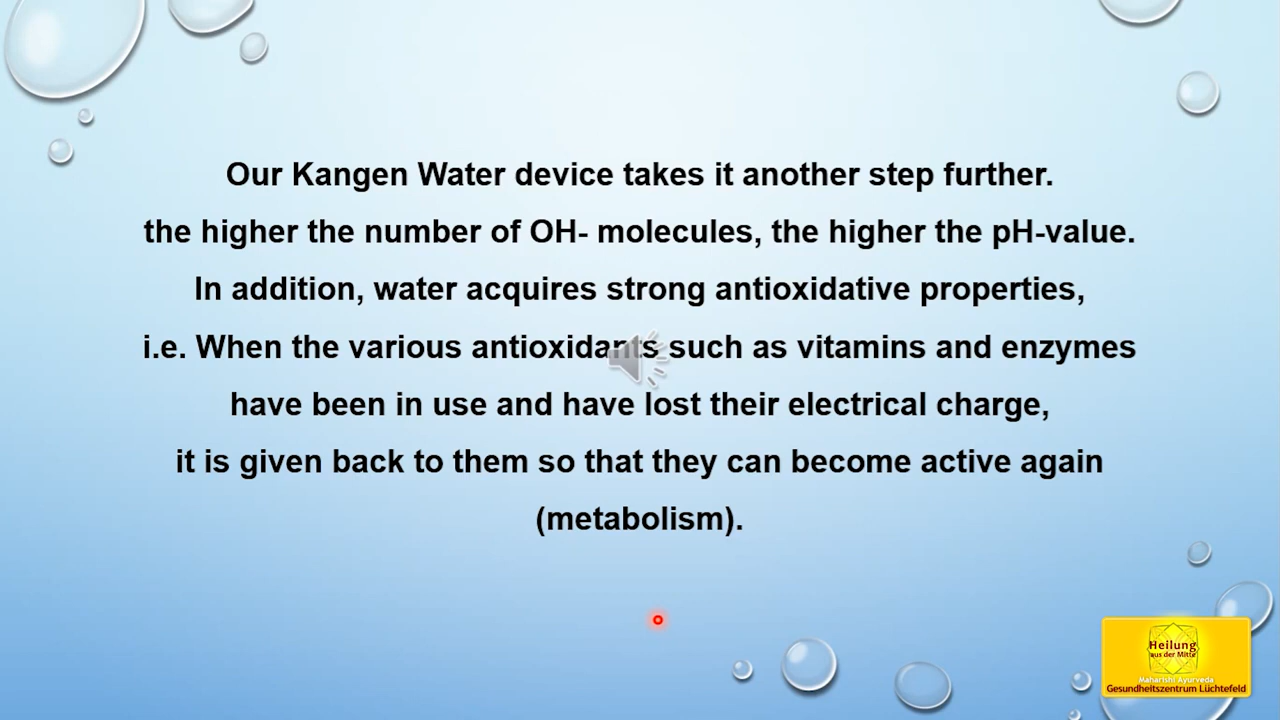 Our Kangen Water device takes it another step further.
the higher the number of OH- molecules, the higher the pH-value.
In addition, water acquires strong antioxidative properties,
i.e. When the various antioxidants such as vitamins and enzymes
have been in use and have lost their electrical charge,
it is given back to them so that they can become active again
(metabolism).
Heilung
aus der Mitte
Maharishi Ayurveda
Gesundheitszentrum Lüchtefeld